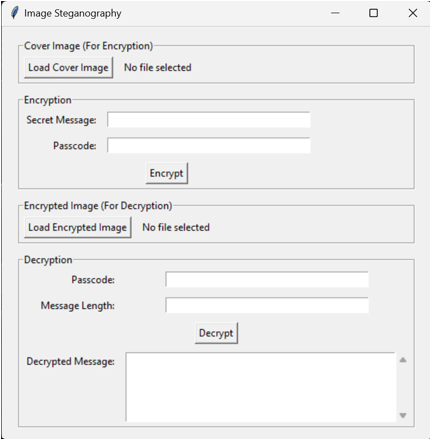 Image Steganography
Cover Image (For Encryption)
Load Cover Image No file selected
Encryption
Secret Message:
Passcode:
Encrypt
Encrypted Image (For Decryption)
Load Encrypted Image No file selected
Decryption
Passcode:
Message Length:
Decrypt
Decrypted Message: